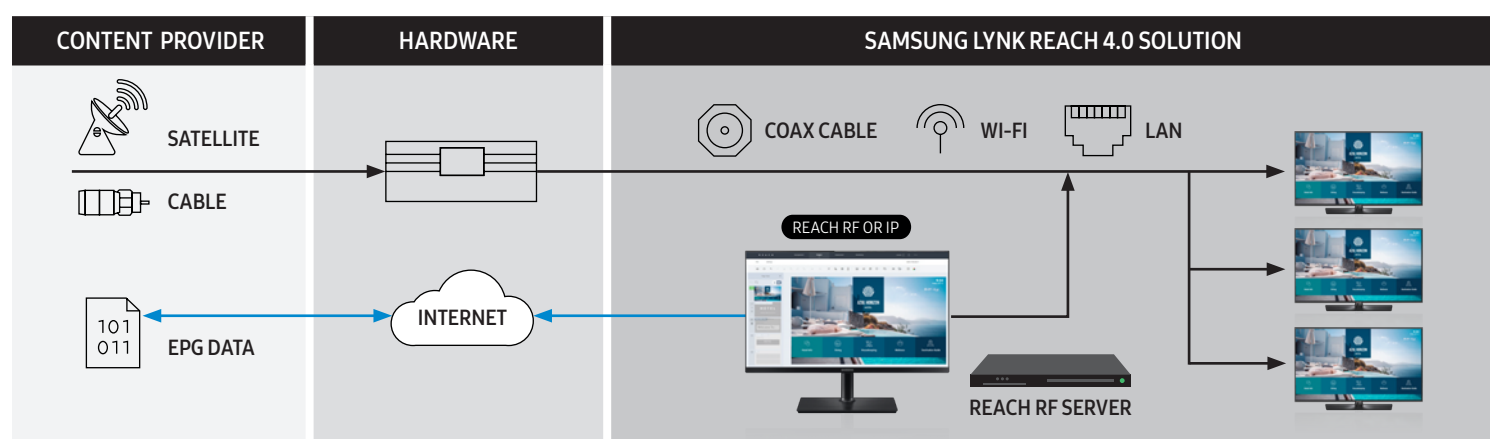 CONTENT PROVIDER
HARDWARE
SAMSUNG LYNK REACH 4.0 SOLUTION
SATELLITE
CABLE
COAX CABLE
WI-FI
LAN
REACH RF OR IP
101
011
EPG DATA
INTERNET
REACH RF SERVER